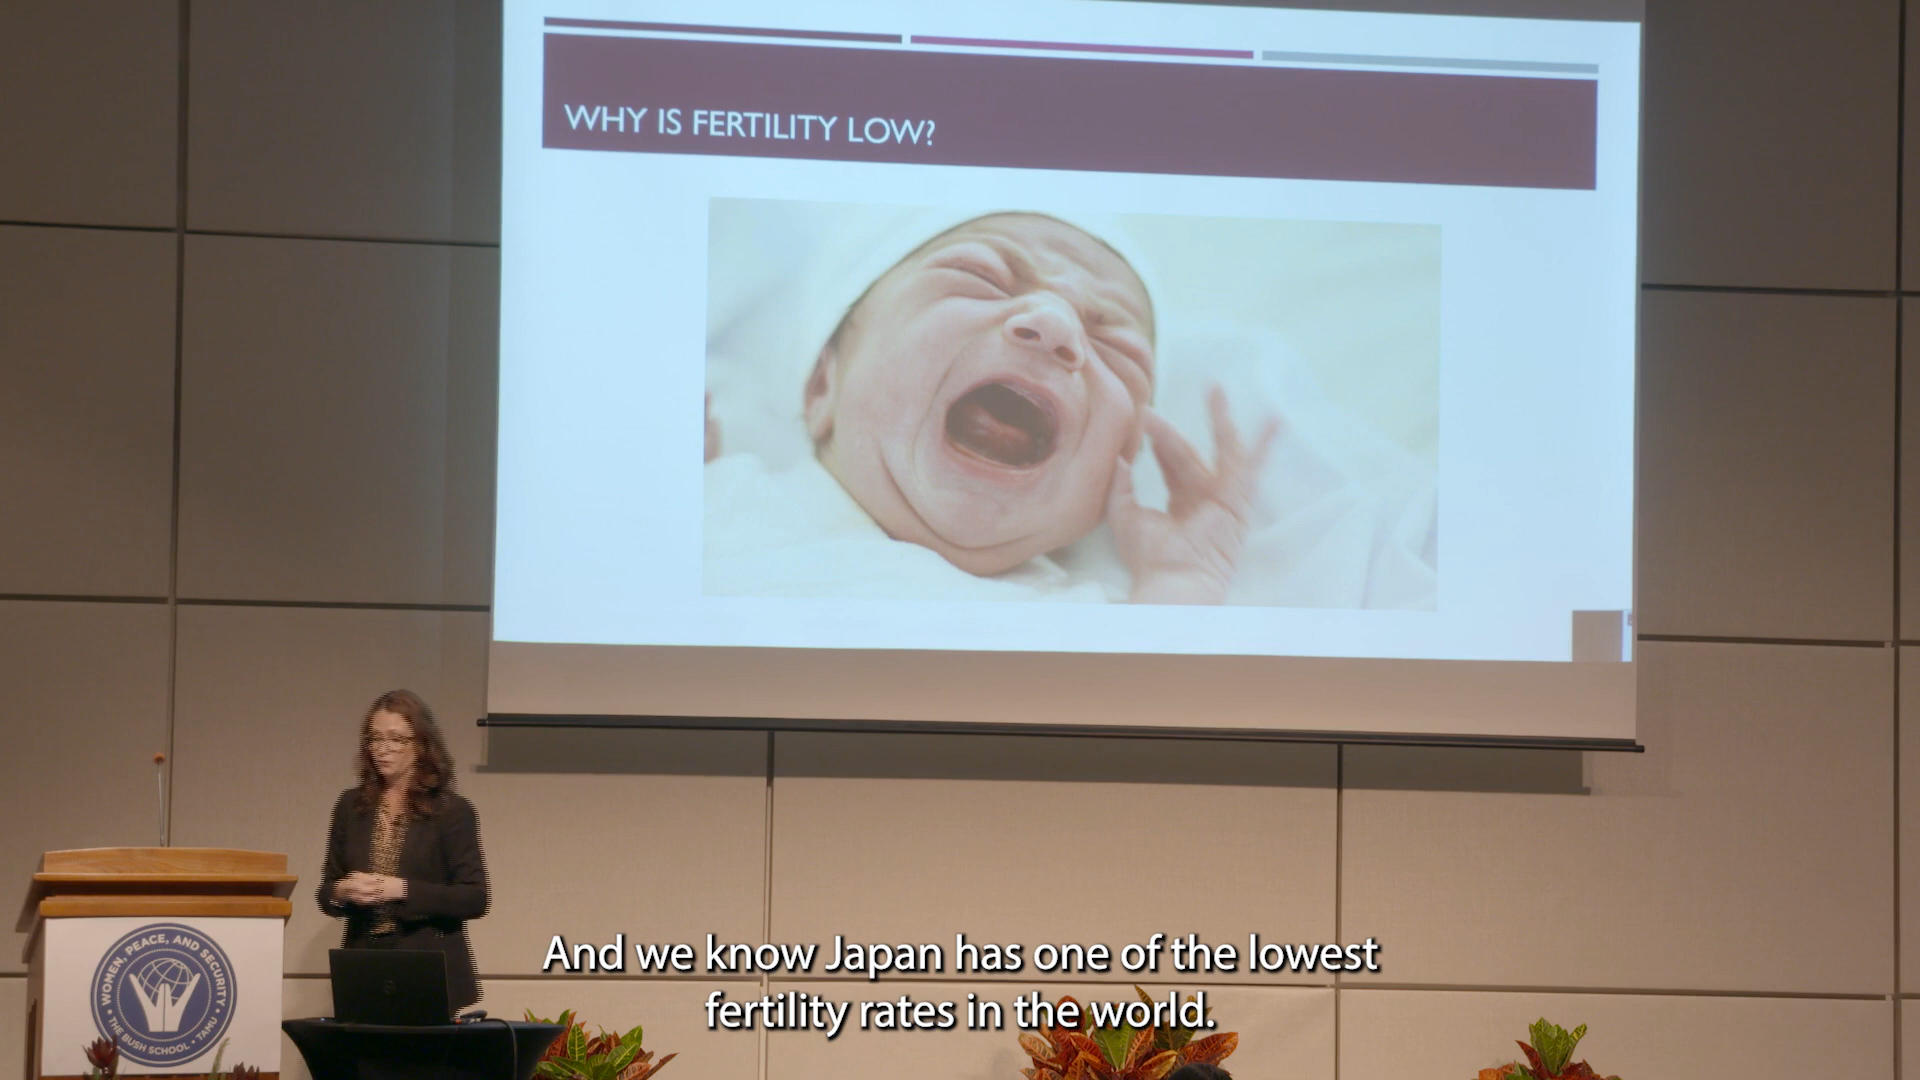 WHY IS FERTILITY LOW?
WOMEN, PEACE, AND SECURITY
THE BUSH SCHOOL • TAMU
And we know Japan has one of the lowest
fertility rates in the world.